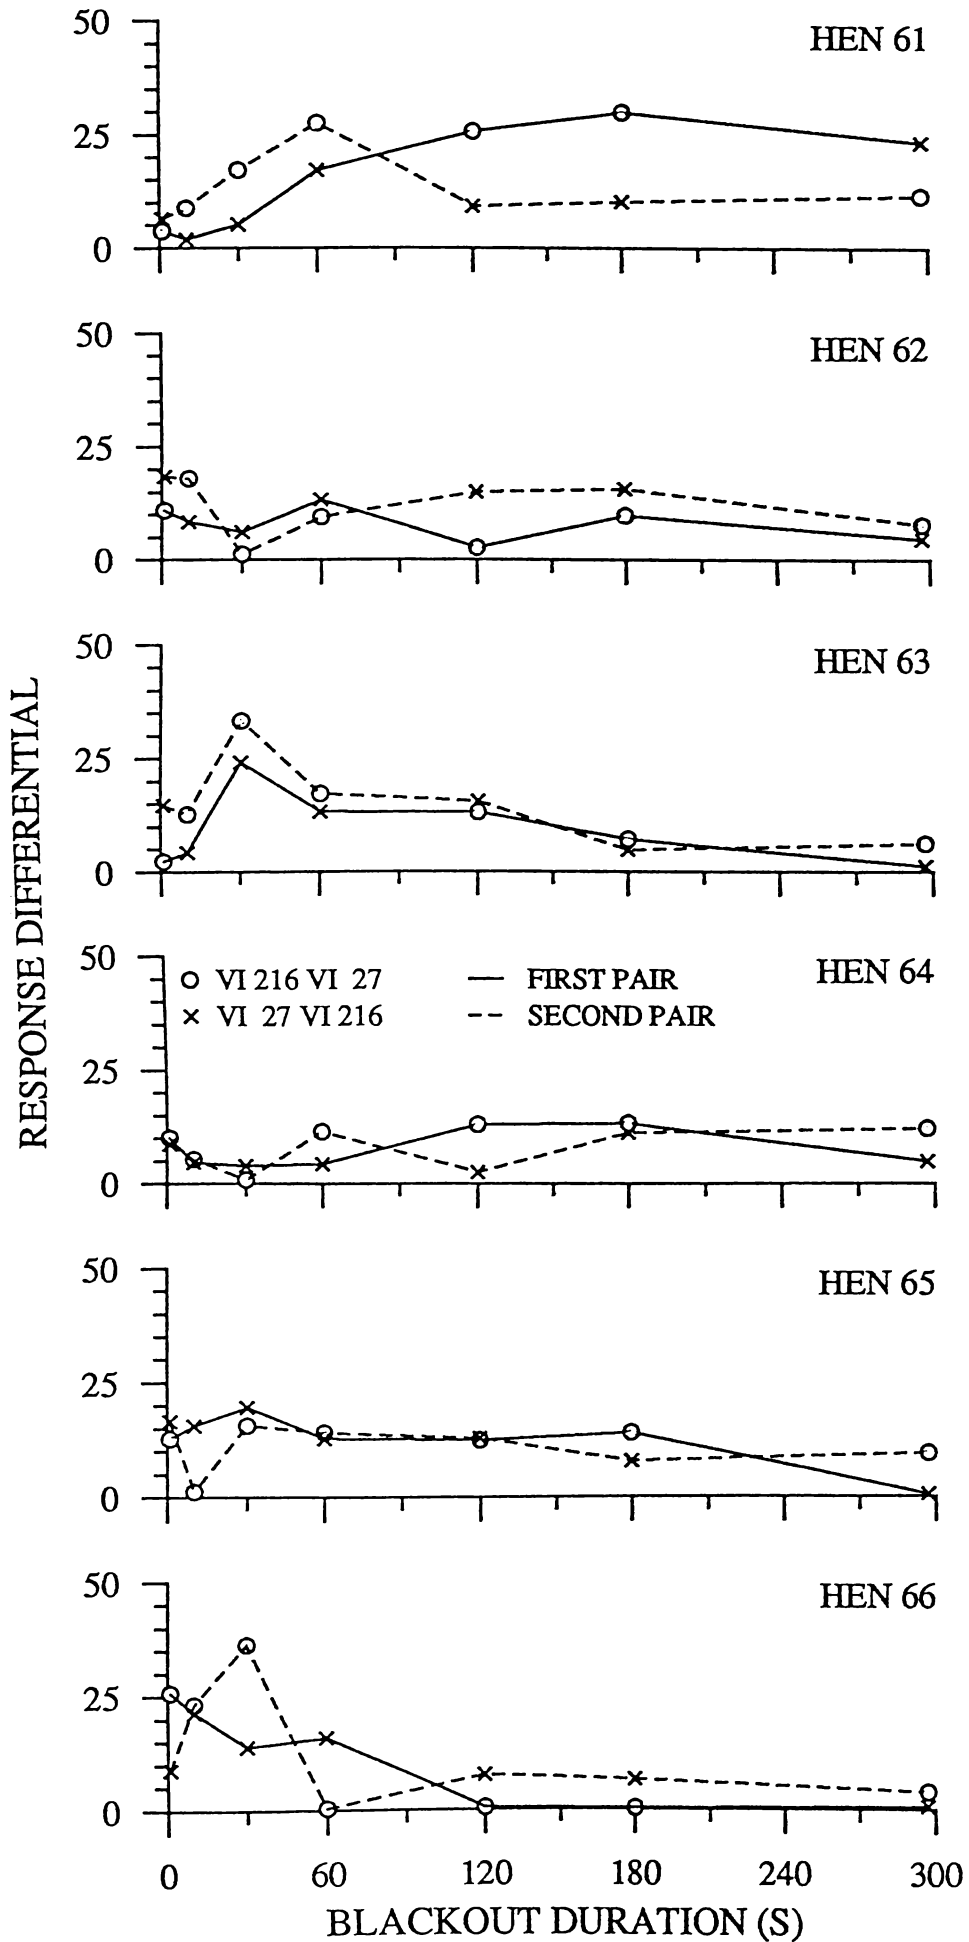 HEN 61
50
25
0
HEN 62
50
25
0
HEN 63
50
25
0
RESPONSE DIFFERENTIAL
HEN 64
50
25
0
O VI 216 VI 27
× VI 27 VI 216
— FIRST PAIR
-- SECOND PAIR
HEN 65
50
25
0
HEN 66
50
25
0
0 60 120 180 240 300
BLACKOUT DURATION (S)